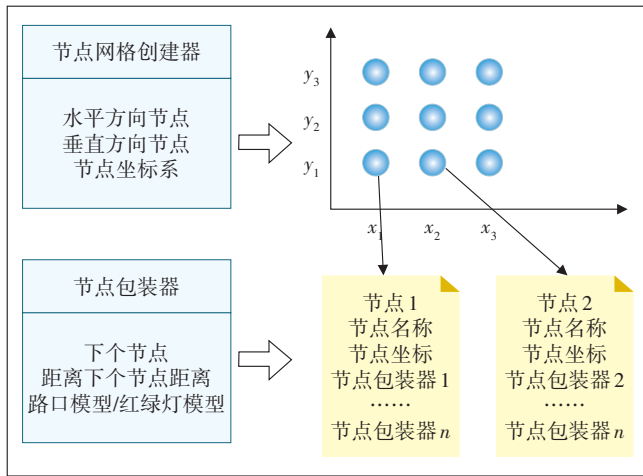 节点网格创建器
水平方向节点
垂直方向节点
节点坐标系
y3
y2
y1
x1
x2
x3
节点包装器
下个节点
距离下个节点距离
路口模型/红绿灯模型
节点1
节点名称
节点坐标
节点包装器1
……
节点包装器n
节点2
节点名称
节点坐标
节点包装器2
……
节点包装器n